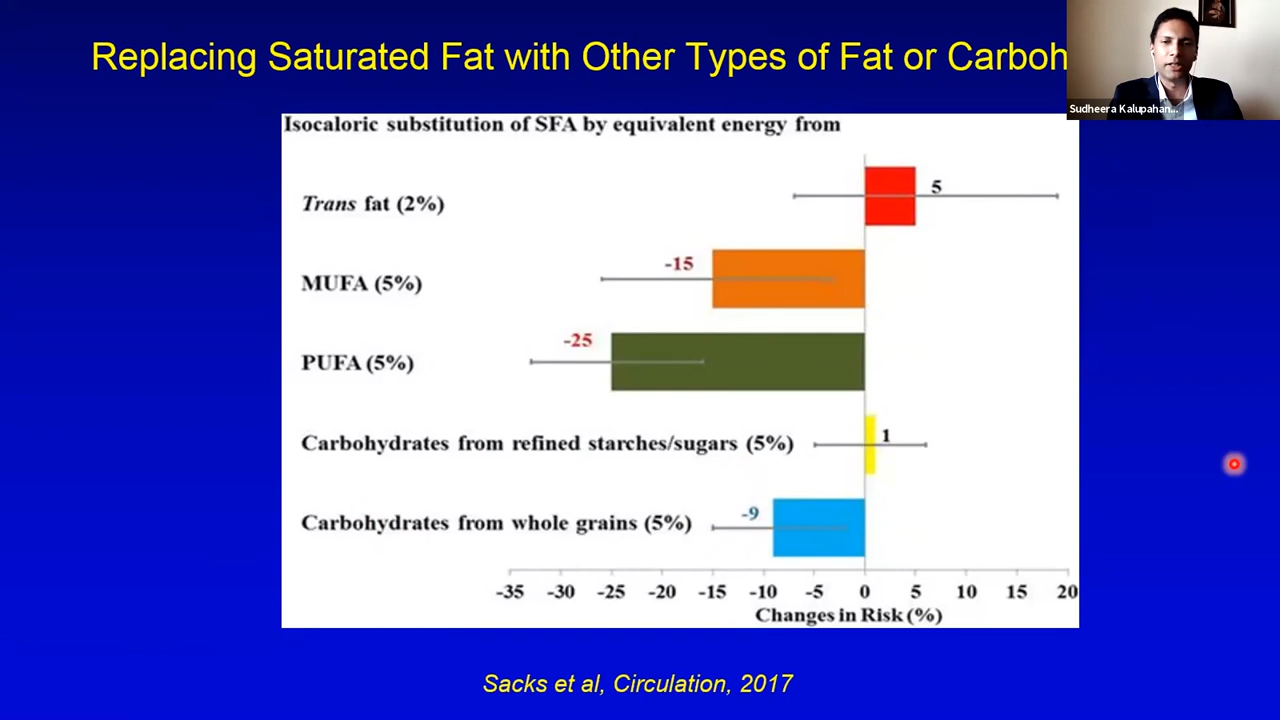 Replacing Saturated Fat with Other Types of Fat or Carboh
Sudheera Kalupahan...
Isocaloric substitution of SFA by equivalent energy from
Trans fat (2%)
5
MUFA (5%)
-15
PUFA (5%)
-25
Carbohydrates from refined starches/sugars (5%)
1
Carbohydrates from whole grains (5%)
-9
-35 -30 -25 -20 -15 -10 -5 0 5 10 15 20
Changes in Risk (%)
Sacks et al, Circulation, 2017